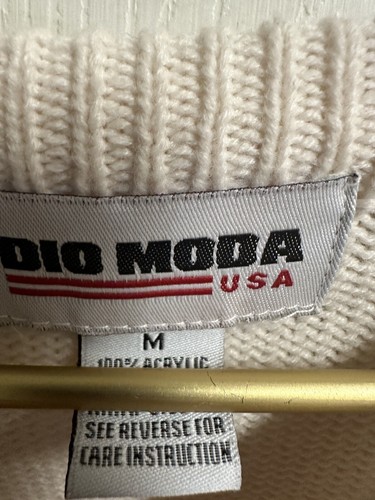 DIO MODA
USA
M
100% ACRYLIC
SEE REVERSE FOR
CARE INSTRUCTION